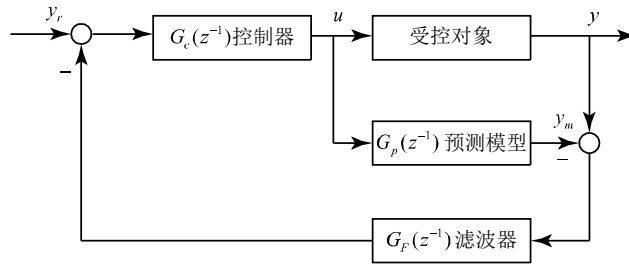 y_r
G_c(z^{-1})控制器
u
受控对象
y
−
G_p(z^{-1})预测模型
y_m
−
G_F(z^{-1})滤波器